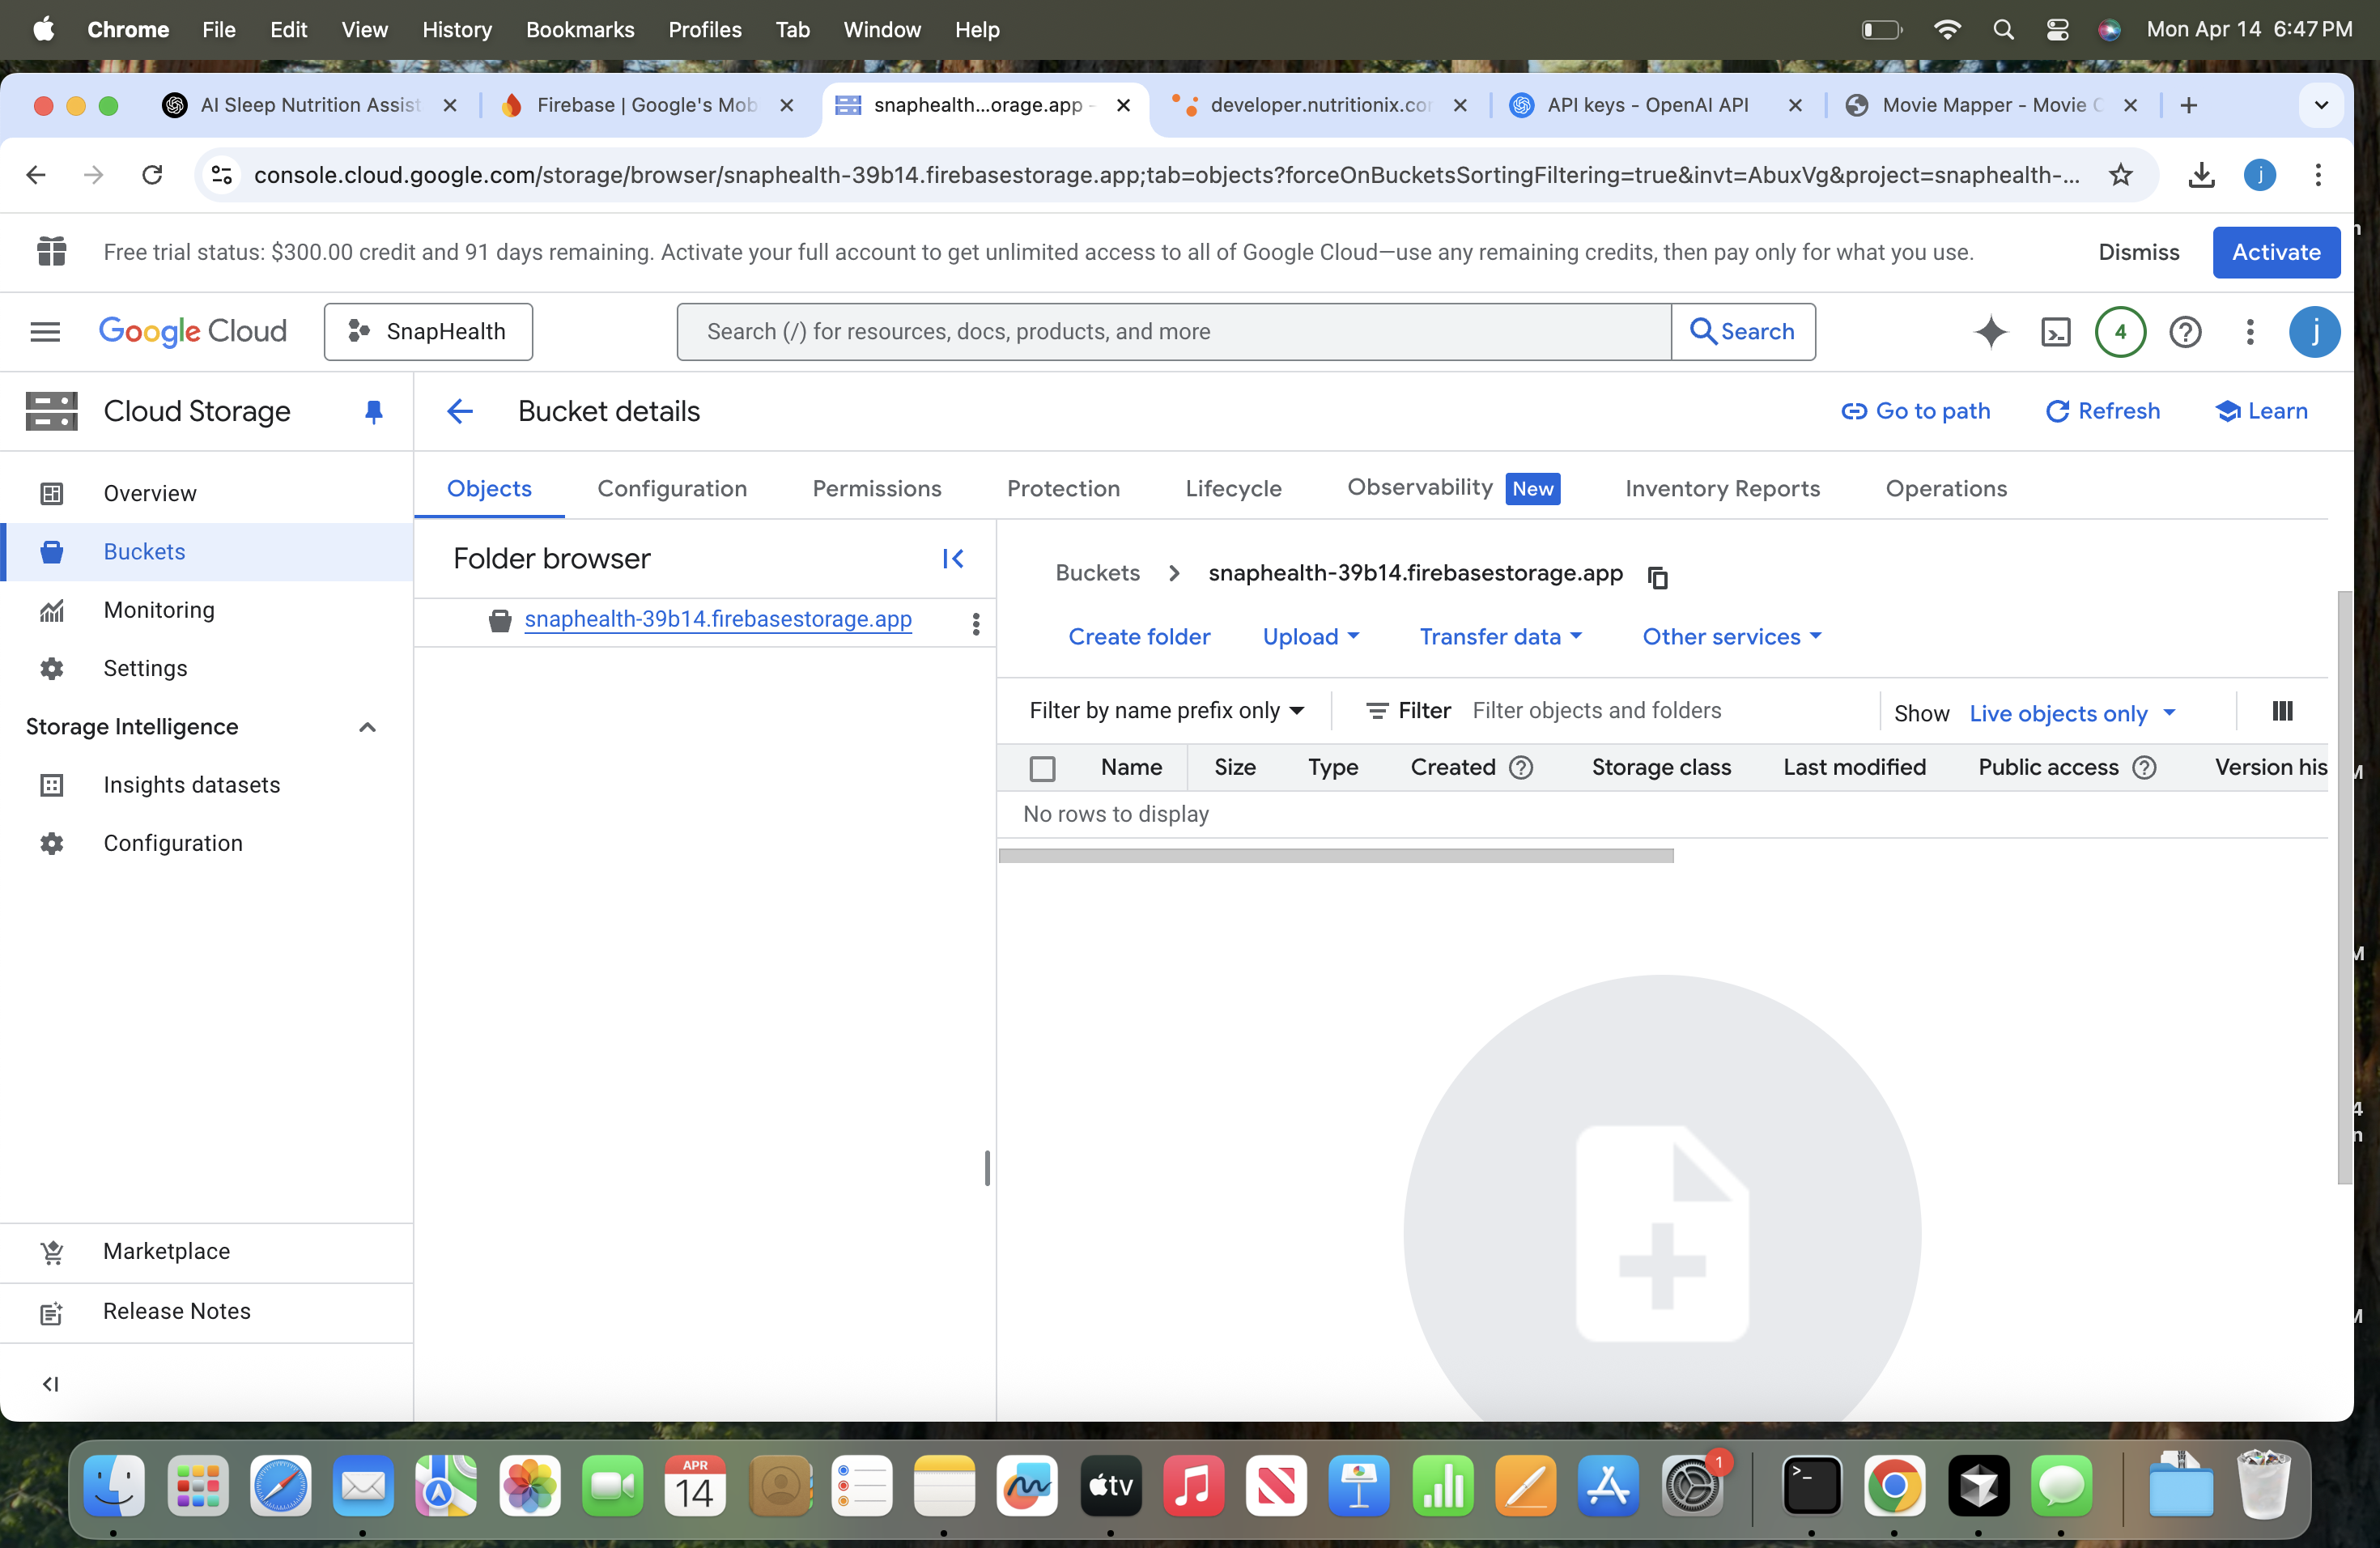 Chrome File Edit View History Bookmarks Profiles Tab Window Help Mon Apr 14 6:47 PM
AI Sleep Nutrition Assist Firebase | Google's Mob snaphealth...orage.app - developer.nutritionix.co API keys - OpenAI API Movie Mapper - Movie C
console.cloud.google.com/storage/browser/snaphealth-39b14.firebasestorage.app;tab=objects?forceOnBucketsSortingFiltering=true&invt=AbuxVg&project=snaphealth-... j
Free trial status: $300.00 credit and 91 days remaining. Activate your full account to get unlimited access to all of Google Cloud—use any remaining credits, then pay only for what you use. Dismiss Activate
Google Cloud SnapHealth Search (/) for resources, docs, products, and more Search 4 j
Cloud Storage
Overview
Buckets
Monitoring
Settings
Storage Intelligence
Insights datasets
Configuration
Marketplace
Release Notes
Bucket details Go to path Refresh Learn
Objects Configuration Permissions Protection Lifecycle Observability New Inventory Reports Operations
Folder browser
snaphealth-39b14.firebasestorage.app
Buckets snaphealth-39b14.firebasestorage.app
Create folder Upload Transfer data Other services
Filter by name prefix only Filter Filter objects and folders Show Live objects only
Name Size Type Created Storage class Last modified Public access Version his
No rows to display
APR
14
tv
1